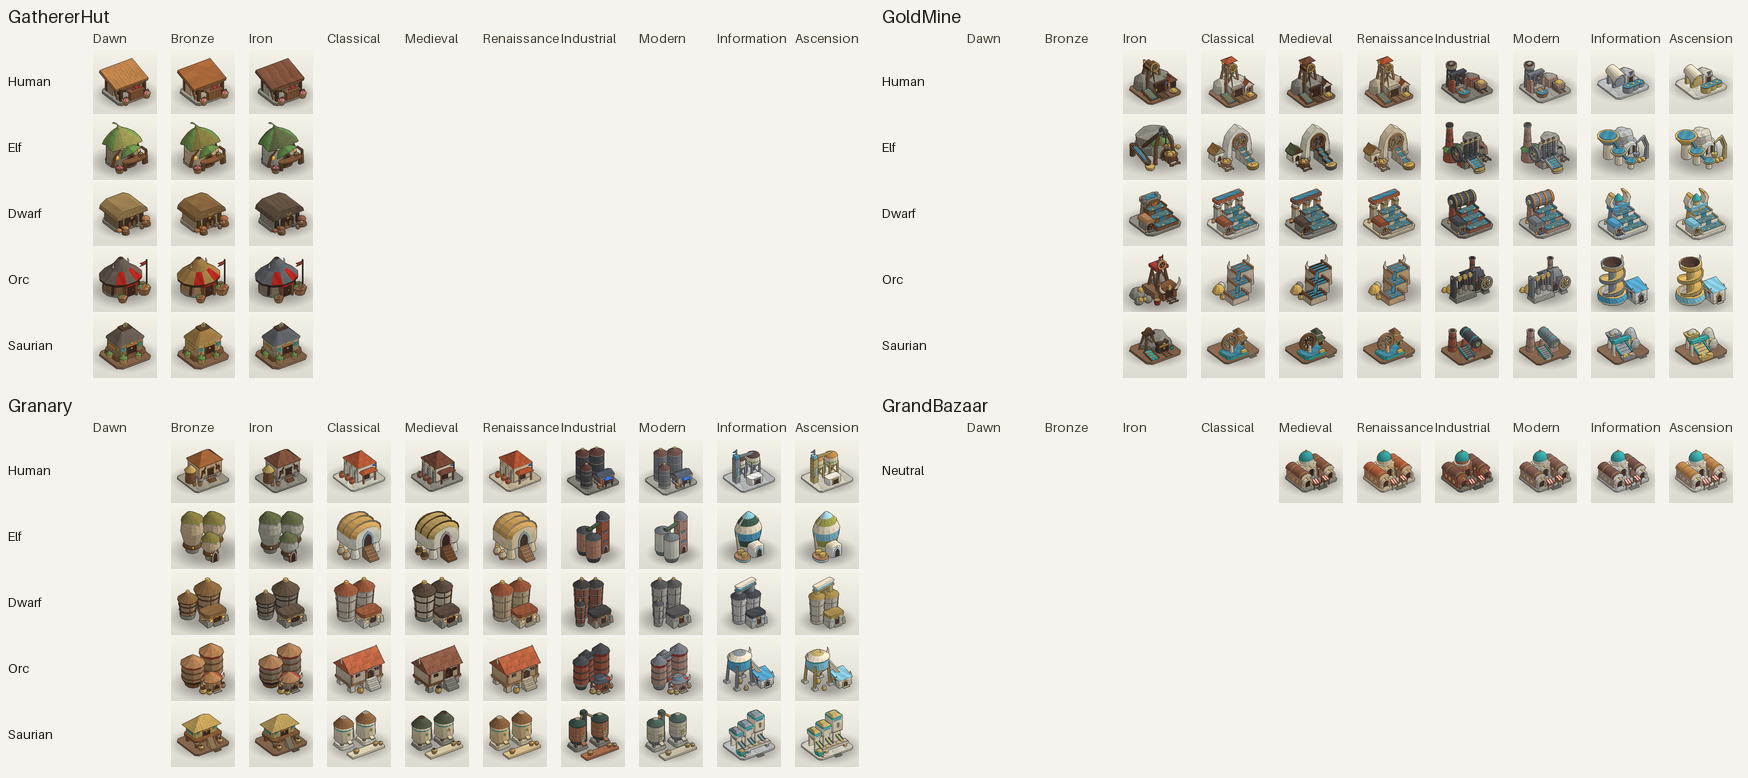 GathererHut
Dawn Bronze Iron Classical Medieval Renaissance Industrial Modern Information Ascension
Human
Elf
Dwarf
Orc
Saurian
GoldMine
Dawn Bronze Iron Classical Medieval Renaissance Industrial Modern Information Ascension
Human
Elf
Dwarf
Orc
Saurian
Granary
Dawn Bronze Iron Classical Medieval Renaissance Industrial Modern Information Ascension
Human
Elf
Dwarf
Orc
Saurian
GrandBazaar
Dawn Bronze Iron Classical Medieval Renaissance Industrial Modern Information Ascension
Neutral